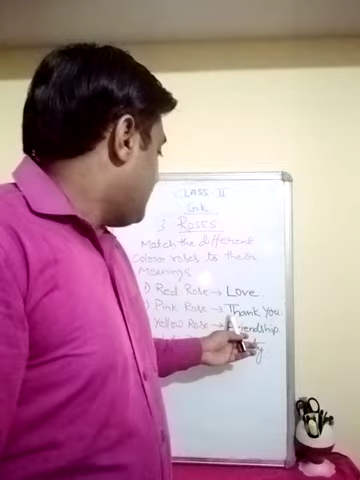 CLASS-II
G.K
3 ROSES
Match the different
colour roses to their
meanings
Red Rose → Love
Pink Rose → Thank You.
Yellow Rose → Friendship.